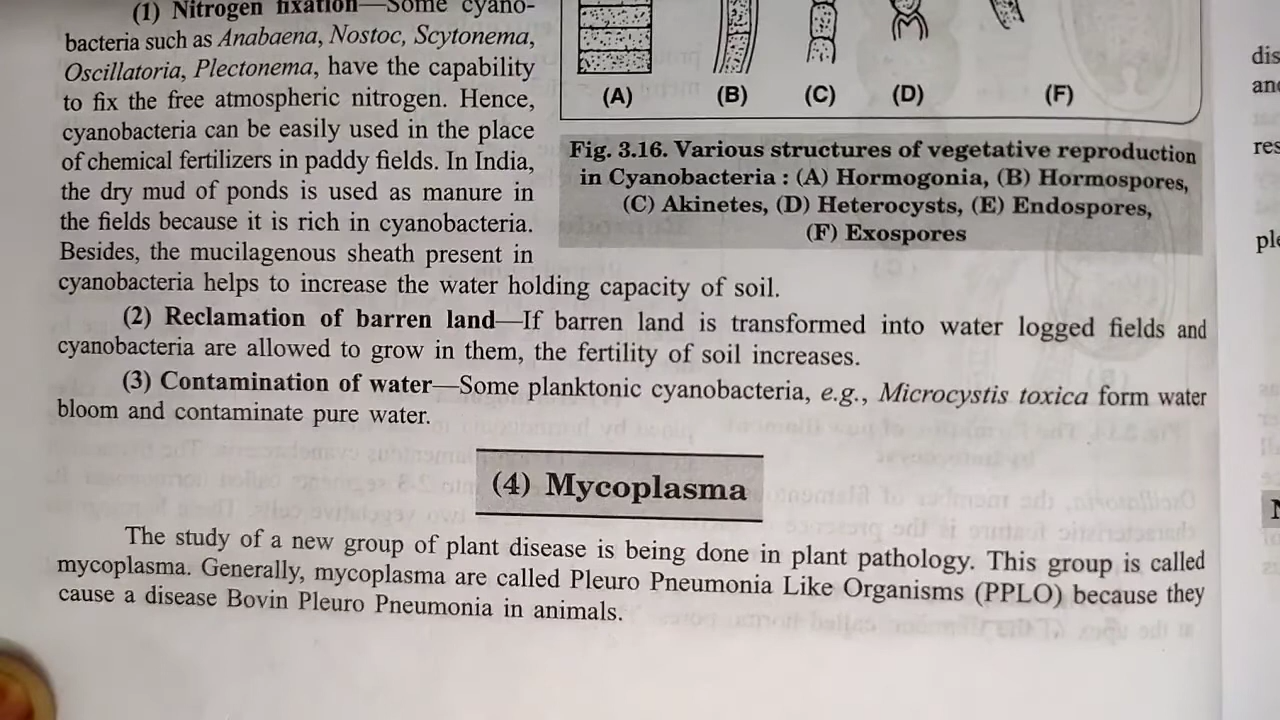 (1) Nitrogen fixation—Some cyano-
bacteria such as Anabaena, Nostoc, Scytonema,
Oscillatoria, Plectonema, have the capability
to fix the free atmospheric nitrogen. Hence,
cyanobacteria can be easily used in the place
of chemical fertilizers in paddy fields. In India,
the dry mud of ponds is used as manure in
the fields because it is rich in cyanobacteria.
Besides, the mucilagenous sheath present in
cyanobacteria helps to increase the water holding capacity of soil.
(A) (B) (C) (D) (F)
Fig. 3.16. Various structures of vegetative reproduction
in Cyanobacteria : (A) Hormogonia, (B) Hormospores,
(C) Akinetes, (D) Heterocysts, (E) Endospores,
(F) Exospores
(2) Reclamation of barren land—If barren land is transformed into water logged fields and
cyanobacteria are allowed to grow in them, the fertility of soil increases.
(3) Contamination of water—Some planktonic cyanobacteria, e.g., Microcystis toxica form water
bloom and contaminate pure water.
(4) Mycoplasma
The study of a new group of plant disease is being done in plant pathology. This group is called
mycoplasma. Generally, mycoplasma are called Pleuro Pneumonia Like Organisms (PPLO) because they
cause a disease Bovin Pleuro Pneumonia in animals.